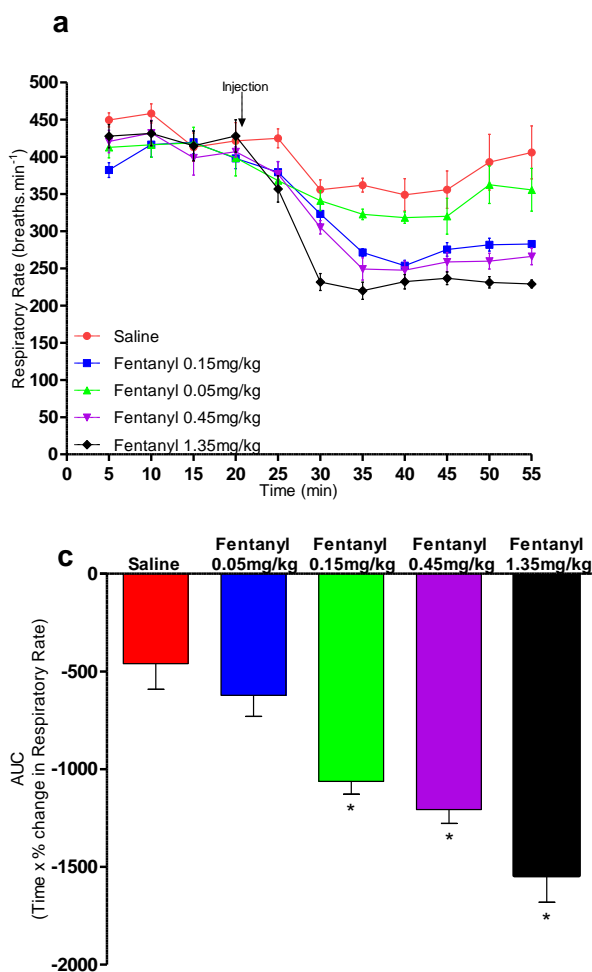 a
Injection
Respiratory Rate (breaths.min-1)
500
450
400
350
300
250
200
150
100
50
0
Saline
Fentanyl 0.15mg/kg
Fentanyl 0.05mg/kg
Fentanyl 0.45mg/kg
Fentanyl 1.35mg/kg
0 5 10 15 20 25 30 35 40 45 50 55
Time (min)
c
Saline
Fentanyl
0.05mg/kg
Fentanyl
0.15mg/kg
Fentanyl
0.45mg/kg
Fentanyl
1.35mg/kg
AUC
(Time x % change in Respiratory Rate)
0
-500
-1000
-1500
-2000
*
*
*